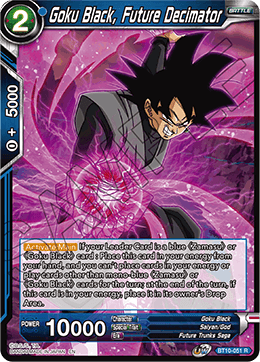 2
Goku Black, Future Decimator
BATTLE
+ 5000
Activate Main If your Leader Card is a blue 《Zamasu》 or
《Goku Black》 card : Place this card in your energy from
your hand, and you can't place cards in your energy or
play cards other than mono-blue 《Zamasu》 or
《Goku Black》 cards for the turn; at the end of the turn, if
this card is in your energy, place it in its owner's Drop
Area.
POWER
10000
Character
Goku Black
Special Trait
Saiyan/God
Era
Future Trunks Saga
BT10-051 R